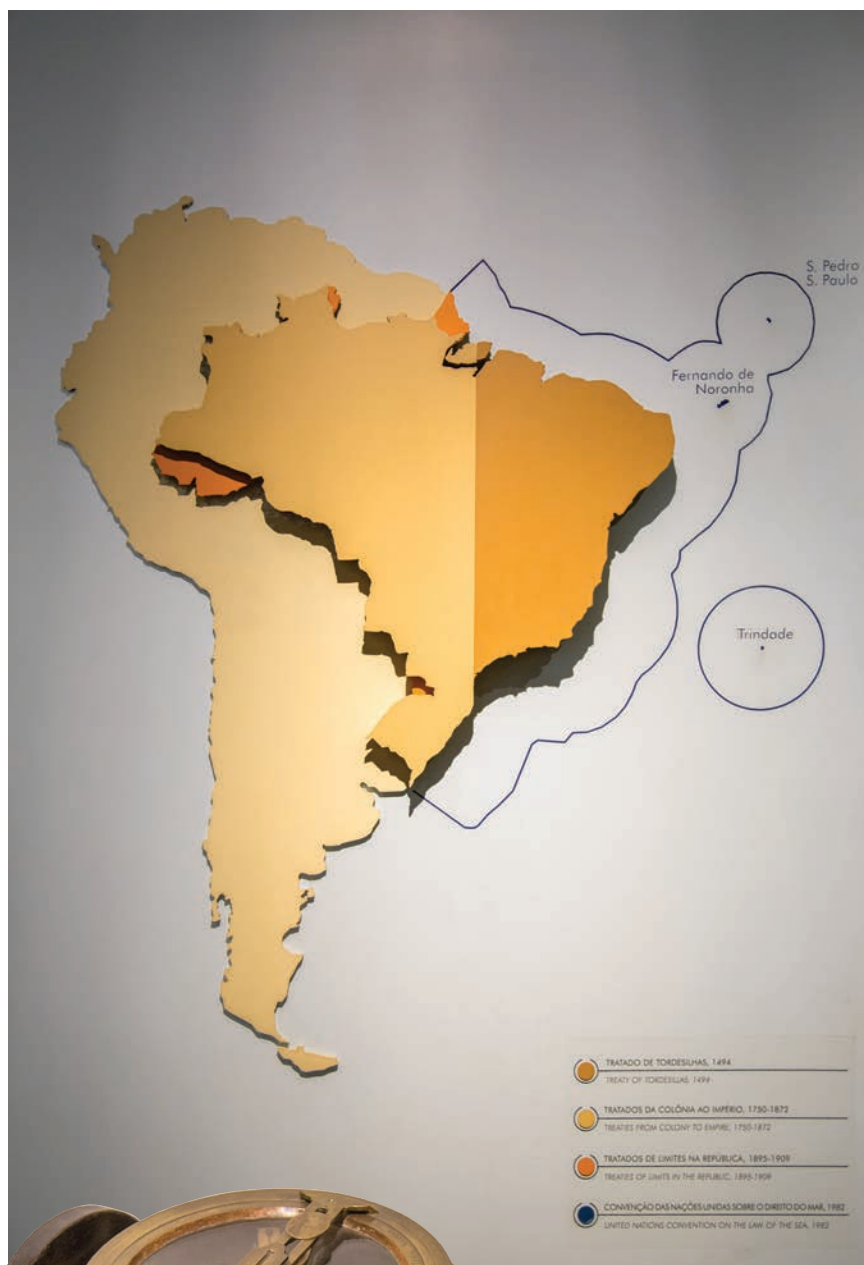 S. Pedro
S. Paulo
Fernando de
Noronha
Trindade
TRATADO DE TORDESILHAS, 1494
TREATY OF TORDESILLAS, 1494
TRATADOS DA COLÔNIA AO IMPÉRIO, 1750-1872
TREATIES FROM COLONY TO EMPIRE, 1750-1872
TRATADOS DE LIMITES NA REPÚBLICA, 1895-1909
TREATIES OF LIMITS IN THE REPUBLIC, 1895-1909
CONVENÇÃO DAS NAÇÕES UNIDAS SOBRE O DIREITO DO MAR, 1982
UNITED NATIONS CONVENTION ON THE LAW OF THE SEA, 1982